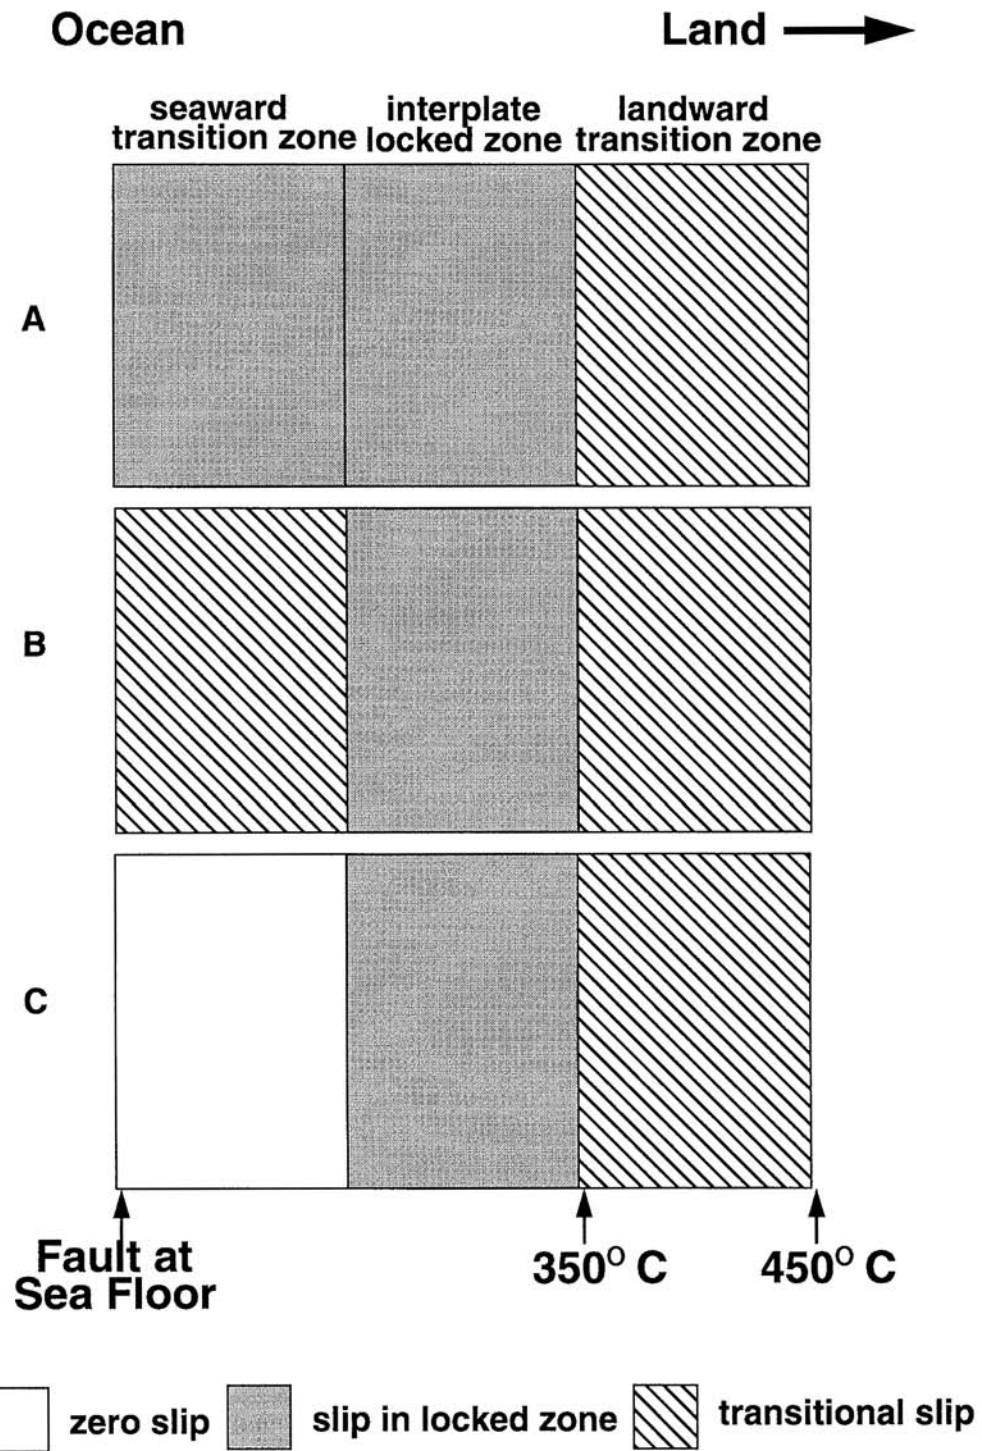 Ocean
Land
seaward
transition zone
interplate
locked zone
landward
transition zone
A
B
C
Fault at
Sea Floor
350° C
450° C
zero slip
slip in locked zone
transitional slip